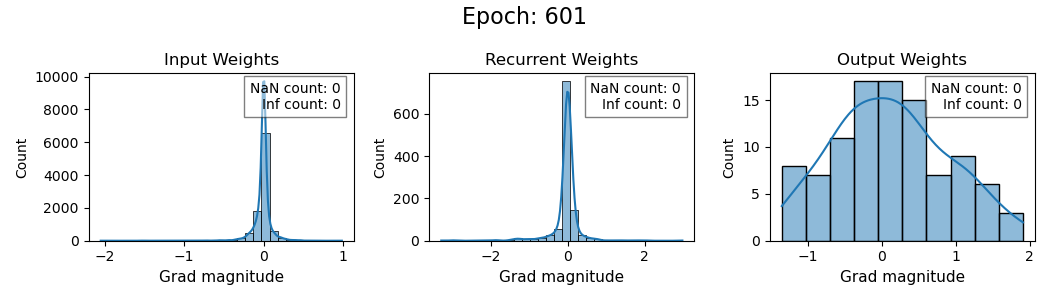 Epoch: 601
Input Weights
Recurrent Weights
Output Weights
NaN count: 0
Inf count: 0
NaN count: 0
Inf count: 0
NaN count: 0
Inf count: 0
Count
10000
8000
6000
4000
2000
0
−2
−1
0
1
Grad magnitude
Count
600
400
200
0
−2
0
2
Grad magnitude
Count
15
10
5
0
−1
0
1
2
Grad magnitude